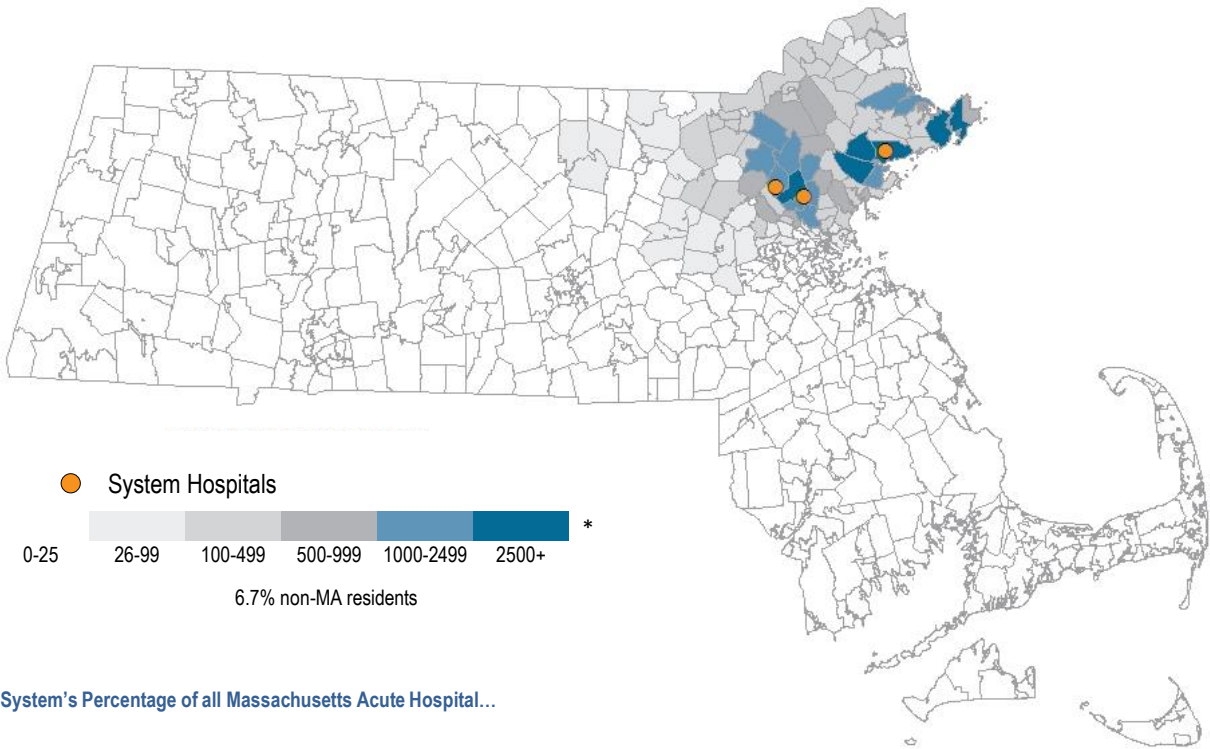 System Hospitals
*
0-25 26-99 100-499 500-999 1000-2499 2500+
6.7% non-MA residents
System's Percentage of all Massachusetts Acute Hospital…